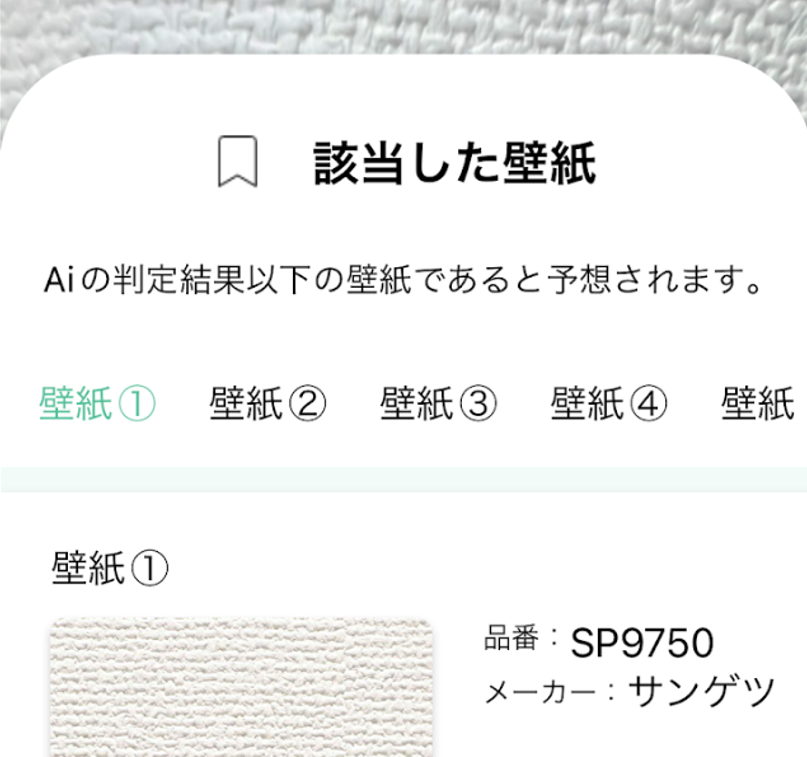 該当した壁紙
Aiの判定結果以下の壁紙であると予想されます。
壁紙① 壁紙② 壁紙③ 壁紙④ 壁紙
壁紙①
品番：SP9750
メーカー：サンゲツ